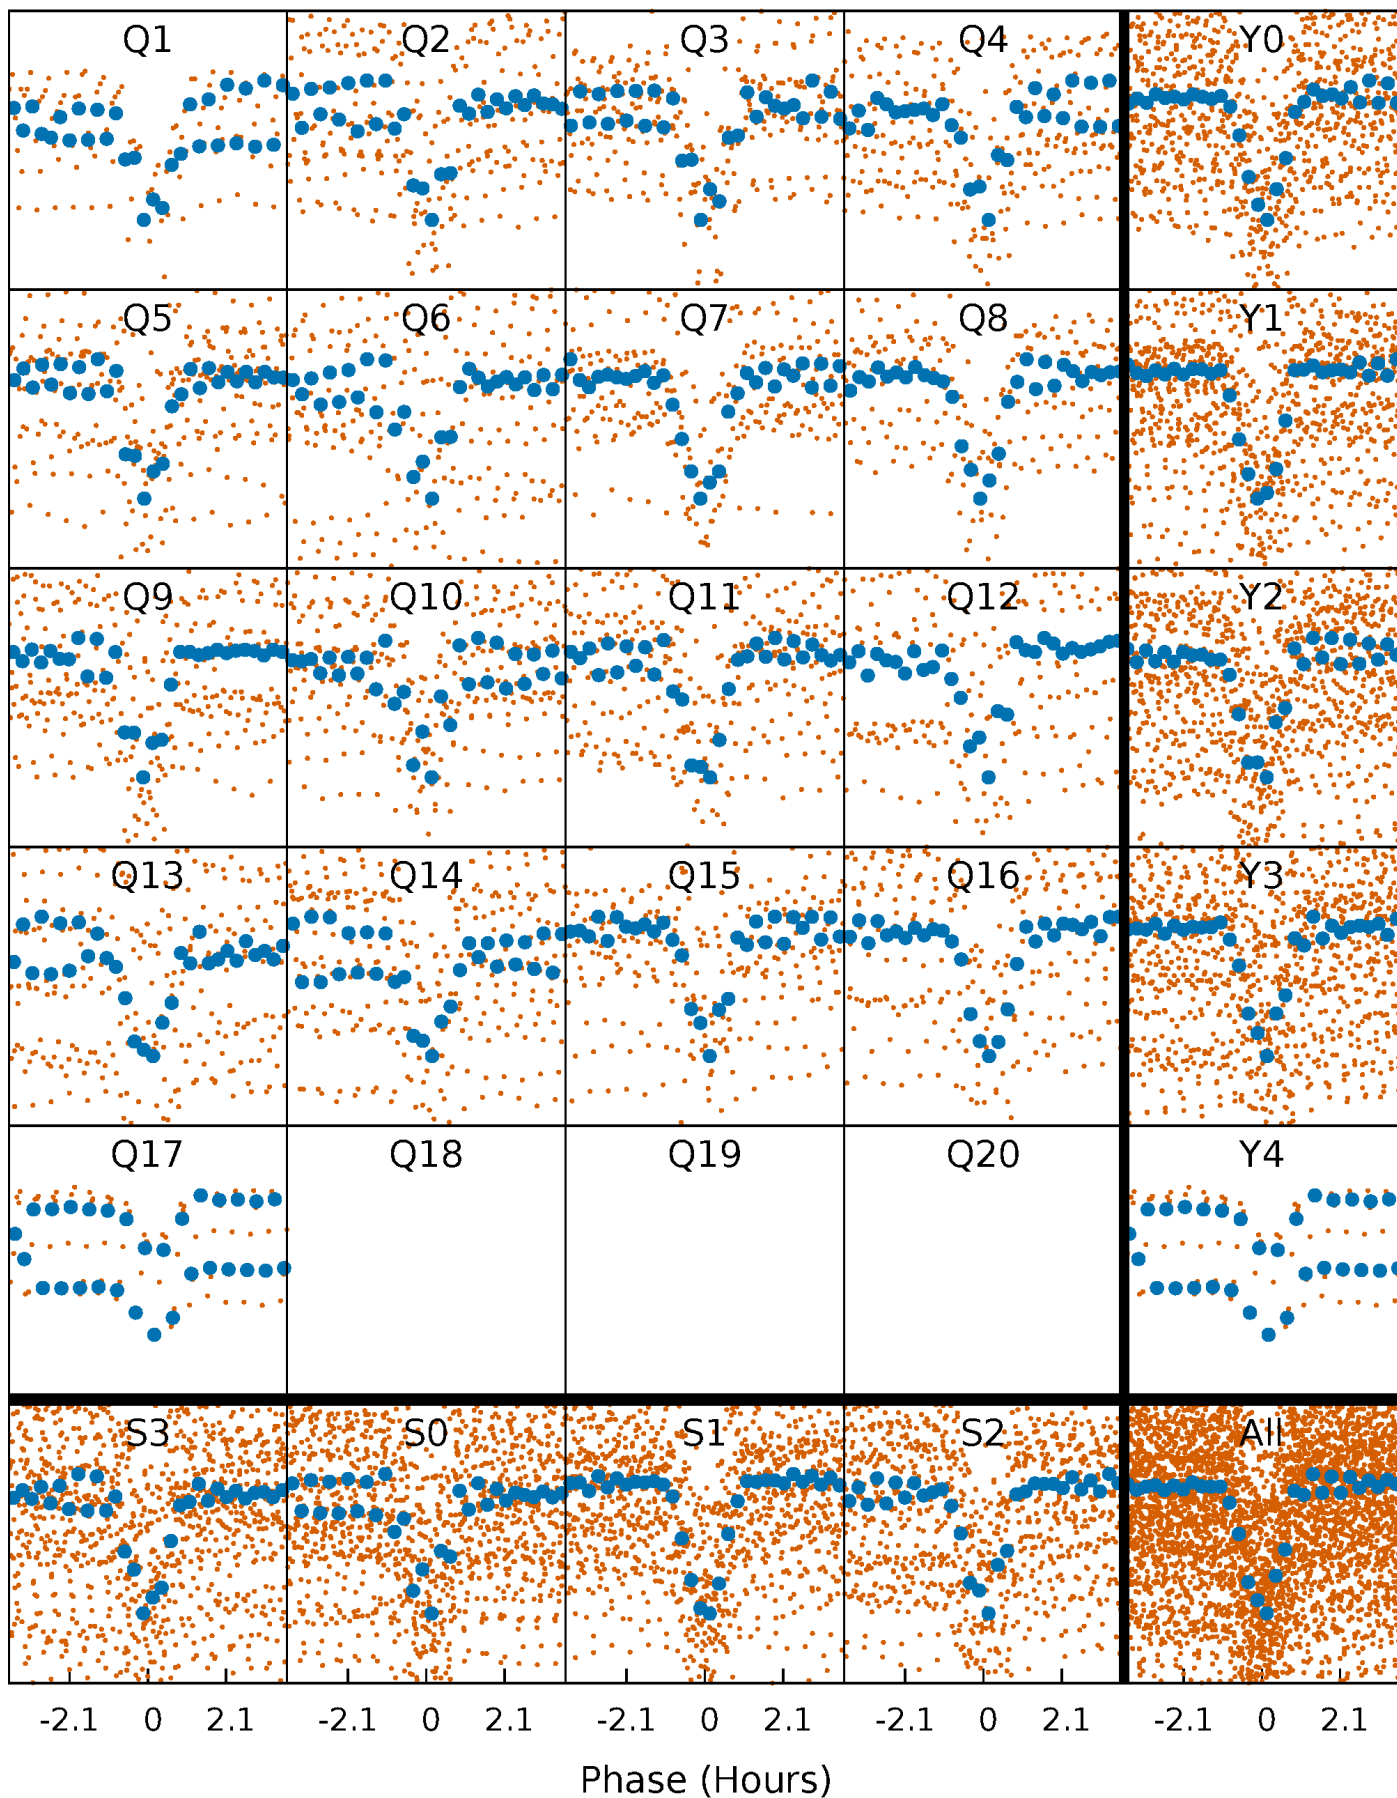 Q1 Q2 Q3 Q4 Y0
Q5 Q6 Q7 Q8 Y1
Q9 Q10 Q11 Q12 Y2
Q13 Q14 Q15 Q16 Y3
Q17 Q18 Q19 Q20 Y4
S3 S0 S1 S2 All
-2.1 0 2.1 -2.1 0 2.1 -2.1 0 2.1 -2.1 0 2.1 -2.1 0 2.1
Phase (Hours)